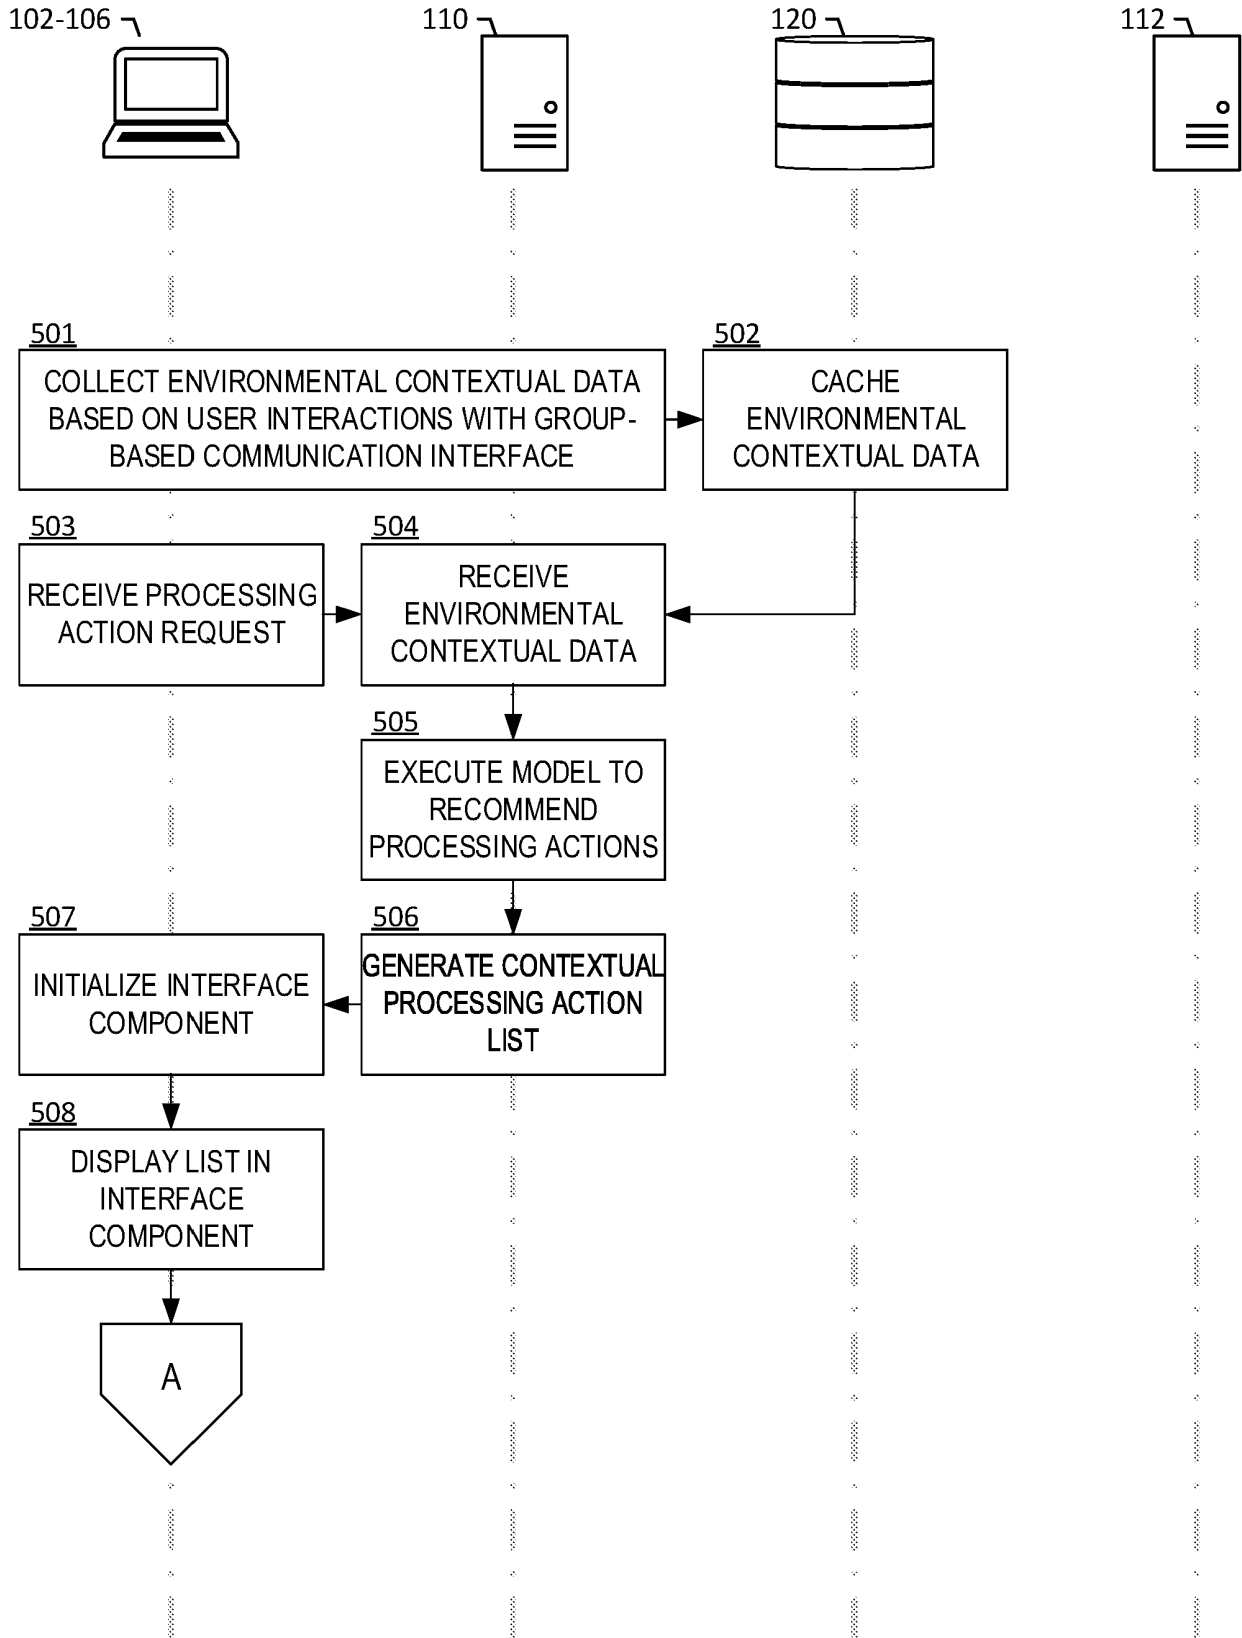 102-106
110
120
112
501
COLLECT ENVIRONMENTAL CONTEXTUAL DATA
BASED ON USER INTERACTIONS WITH GROUP-
BASED COMMUNICATION INTERFACE
502
CACHE
ENVIRONMENTAL
CONTEXTUAL DATA
503
RECEIVE PROCESSING
ACTION REQUEST
504
RECEIVE
ENVIRONMENTAL
CONTEXTUAL DATA
505
EXECUTE MODEL TO
RECOMMEND
PROCESSING ACTIONS
507
INITIALIZE INTERFACE
COMPONENT
506
GENERATE CONTEXTUAL
PROCESSING ACTION
LIST
508
DISPLAY LIST IN
INTERFACE
COMPONENT
A